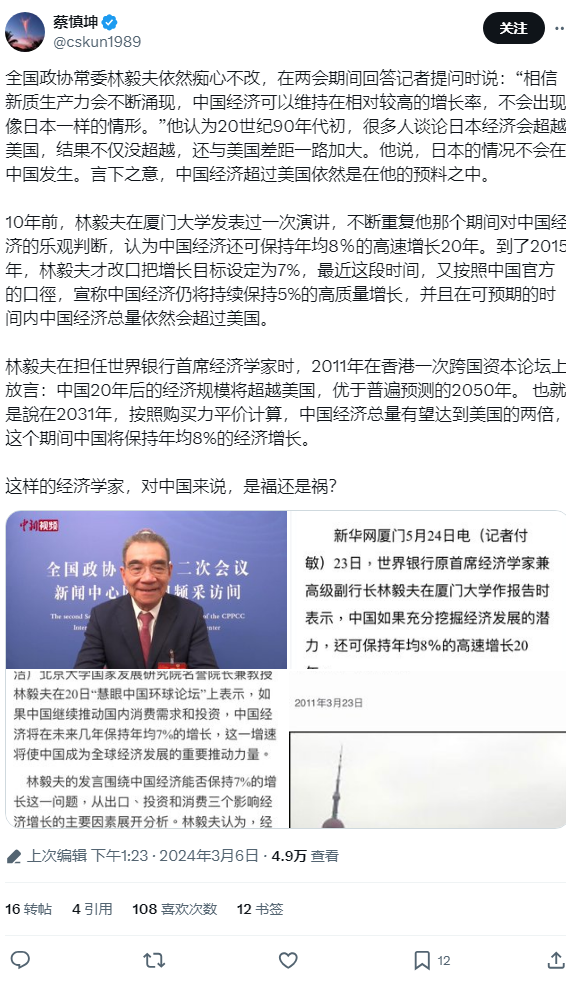 蔡慎坤
@cskun1989
关注
全国政协常委林毅夫依然痴心不改，在两会期间回答记者提问时说：“相信
新质生产力会不断涌现，中国经济可以维持在相对较高的增长率，不会出现
像日本一样的情形。”他认为20世纪90年代初，很多人谈论日本经济会超越
美国，结果不仅没超越，还与美国差距一路加大。他说，日本的情况不会在
中国发生。言下之意，中国经济超过美国依然是在他的预料之中。
10年前，林毅夫在厦门大学发表过一次演讲，不断重复他那个期间对中国经
济的乐观判断，认为中国经济还可保持年均8％的高速增长20年。到了2015
年，林毅夫才改口把增长目标设定为7%，最近这段时间，又按照中国官方
的口徑，宣称中国经济仍将持续保持5%的高质量增长，并且在可预期的时
间内中国经济总量依然会超过美国。
林毅夫在担任世界银行首席经济学家时，2011年在香港一次跨国资本论坛上
放言：中国20年后的经济规模将超越美国，优于普遍预测的2050年。 也就
是說在2031年，按照购买力平价计算，中国经济总量有望达到美国的两倍，
这个期间中国将保持年均8%的经济增长。
这样的经济学家，对中国来说，是福还是祸？
中新视频
全国政协 二次会议
新闻中心 频采访间
The second Se of the CPPCC
Inter enter
新华网厦门5月24日电（记者付
敏）23日，世界银行原首席经济学家兼
高级副行长林毅夫在厦门大学作报告时
表示，中国如果充分挖掘经济发展的潜
力，还可保持年均8%的高速增长20
洁）北京大学国家发展研究院名誉院长兼教授
林毅夫在20日“慧眼中国环球论坛”上表示，如
果中国继续推动国内消费需求和投资，中国经
济将在未来几年保持年均7%的增长，这一增速
将使中国成为全球经济发展的重要推动力量。
林毅夫的发言围绕中国经济能否保持7%的增
长这一问题，从出口、投资和消费三个影响经
济增长的主要因素展开分析。林毅夫认为，经
2011年3月23日
上次编辑 下午1:23 · 2024年3月6日 · 4.9万 查看
16 转帖 4 引用 108 喜欢次数 12 书签
12